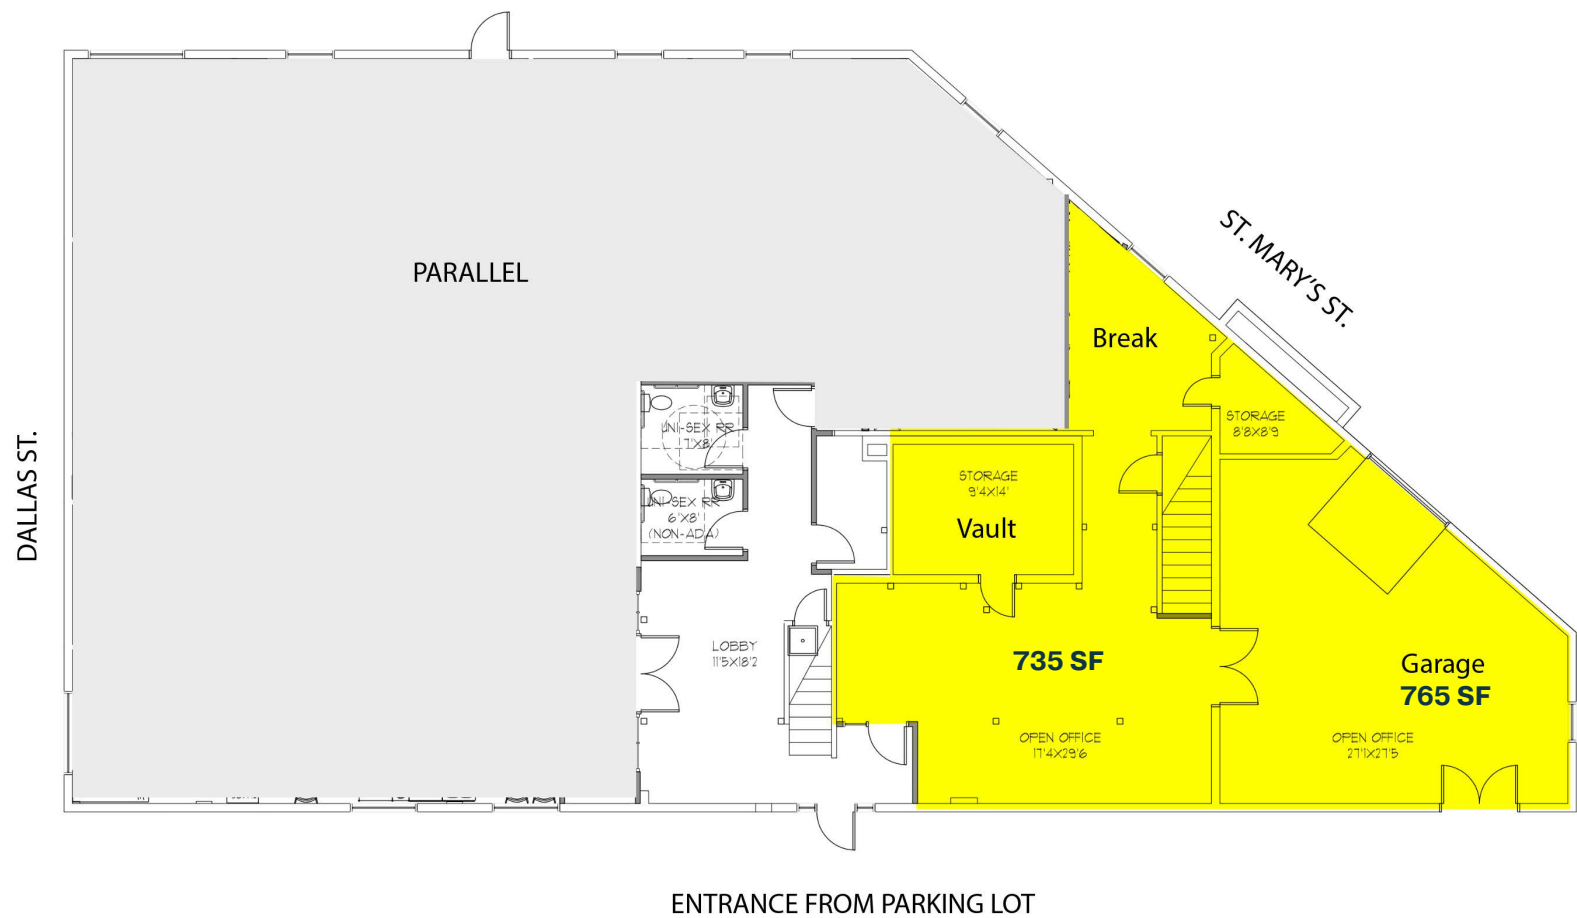 PARALLEL
ST. MARY'S ST.
Break
DALLAS ST.
UNI-SEX RR
7'X8'
STORAGE
8'8X8'9
STORAGE
9'4X14'
Vault
UNI-SEX RR
6'X8'
(NON-ADA)
LOBBY
11'5X18'2
735 SF
Garage
765 SF
OPEN OFFICE
17'4X29'6
OPEN OFFICE
27'1X27'5
ENTRANCE FROM PARKING LOT